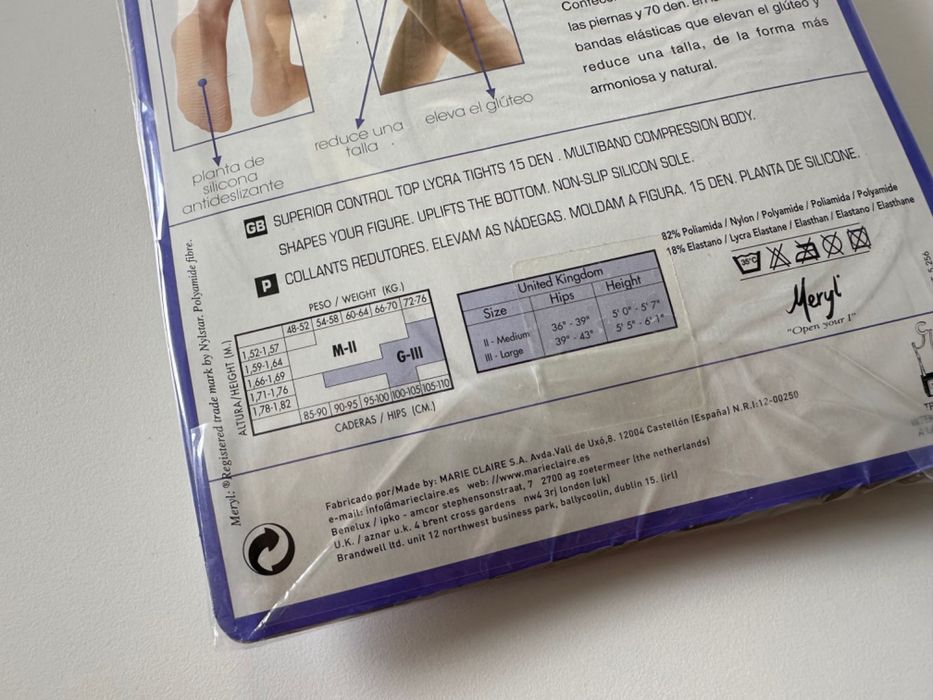 las piernas y 70 den. en
bandas elásticas que elevan el glúteo y
reduce una talla, de la forma más
armoniosa y natural.
planta de
silicona
antideslizante
reduce una
talla
eleva el glúteo
GB SUPERIOR CONTROL TOP LYCRA TIGHTS 15 DEN . MULTIBAND COMPRESSION BODY.
SHAPES YOUR FIGURE. UPLIFTS THE BOTTOM. NON-SLIP SILICON SOLE.
P COLLANTS REDUTORES. ELEVAM AS NÁDEGAS. MOLDAM A FIGURA. 15 DEN. PLANTA DE SILICONE.
82% Poliamida / Nylon / Polyamide / Poliamida / Polyamide
18% Elastano / Lycra Elastane / Elasthan / Elastano / Elasthane
35°C
Meryl
"Open your I"
Meryl: ®Registered trade mark by Nylstar. Polyamide fibre.
PESO / WEIGHT (KG.)
48-52 54-58 60-64 66-70 72-76
ALTURA/HEIGHT (M.)
1,52-1,57
1,59-1,64
1,66-1,69
1,71-1,76
1,78-1,82
M-II
G-III
85-90 90-95 95-100 100-105 105-110
CADERAS / HIPS (CM.)
United Kingdom
Size Hips Height
II - Medium 36" - 39" 5' 0" - 5' 7"
III - Large 39" - 43" 5' 5" - 6' 1"
Fabricado por/Made by: MARIE CLAIRE S.A. Avda.Vall de Uxó,8. 12004 Castellón (España) N.R.I:12-00250
e-mail: info@marieclaire.es web: //www.marieclaire.es
Benelux / ipko - amcor stephensonstraat, 7 2700 ag zoetermeer (the netherlands)
U.K. / aznar u.k. 4 brent cross gardens nw4 3rj london (uk)
Brandwell ltd. unit 12 northwest business park, ballycoolin, dublin 15. (irl)